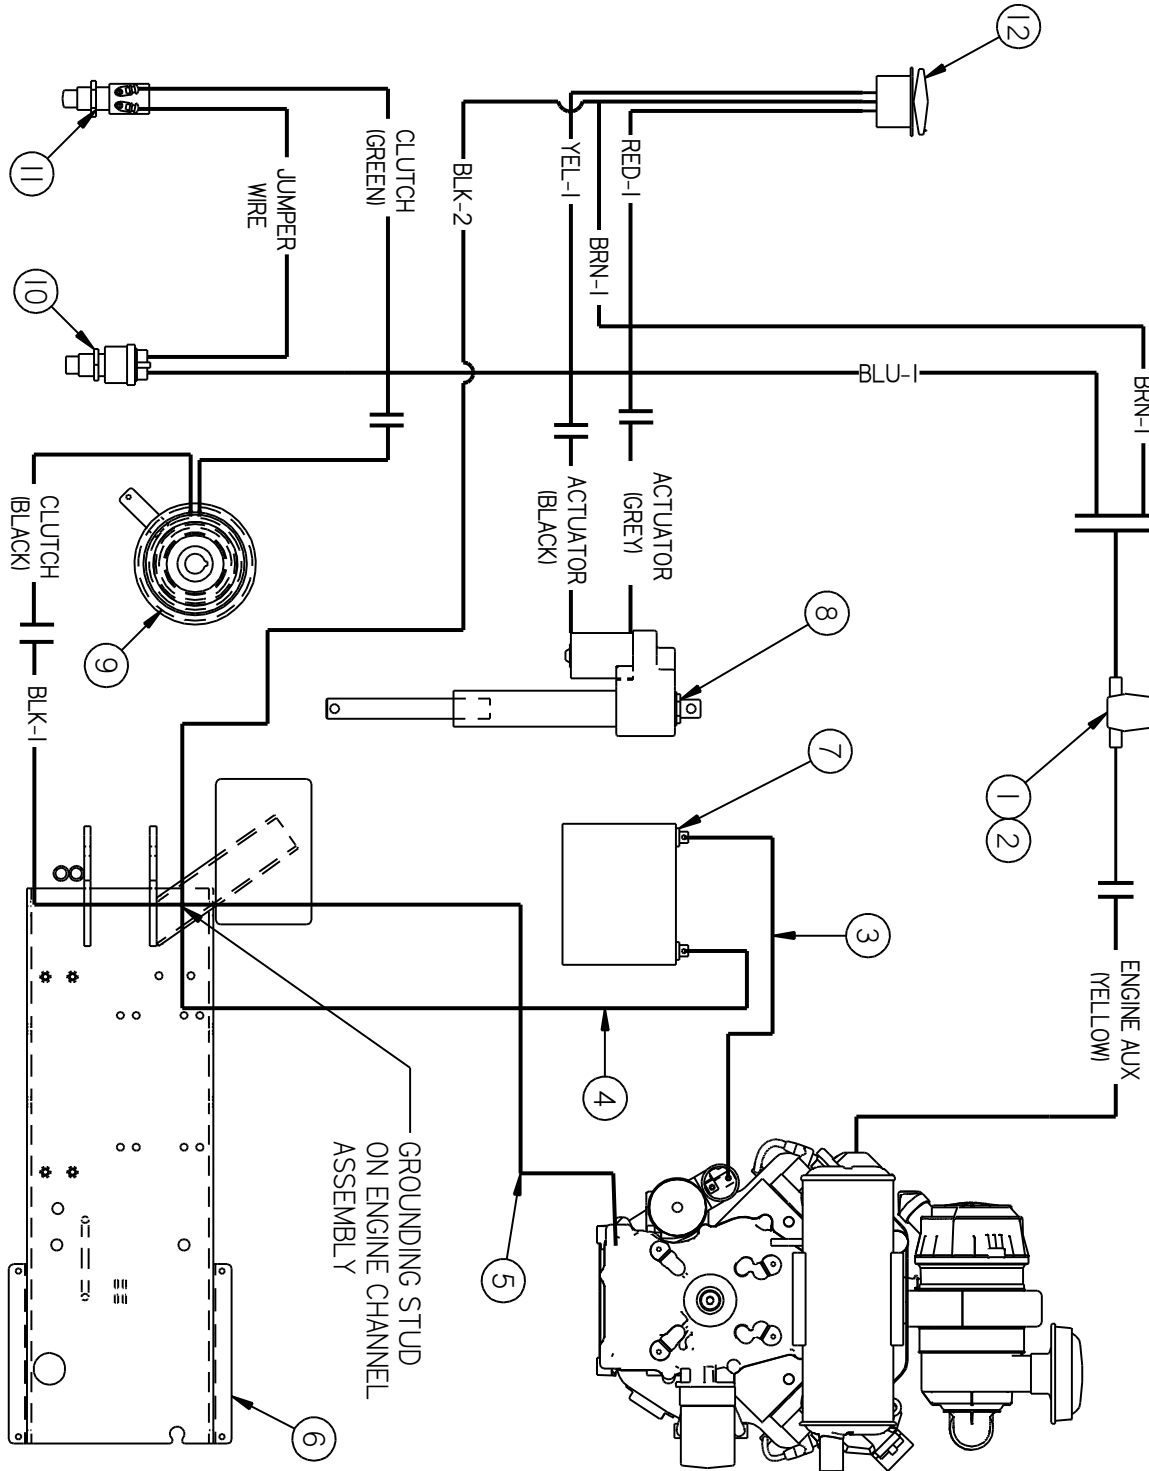 BRN-1
ENGINE AUX
(YELLOW)
12
1
2
BLU-1
3
8
7
RED-1
ACTUATOR
(GREY)
BRN-1
4
YEL-1
ACTUATOR
(BLACK)
5
BLK-2
GROUNDING STUD
ON ENGINE CHANNEL
ASSEMBLY
CLUTCH
(GREEN)
6
JUMPER
WIRE
9
11
10
CLUTCH
(BLACK)
BLK-1